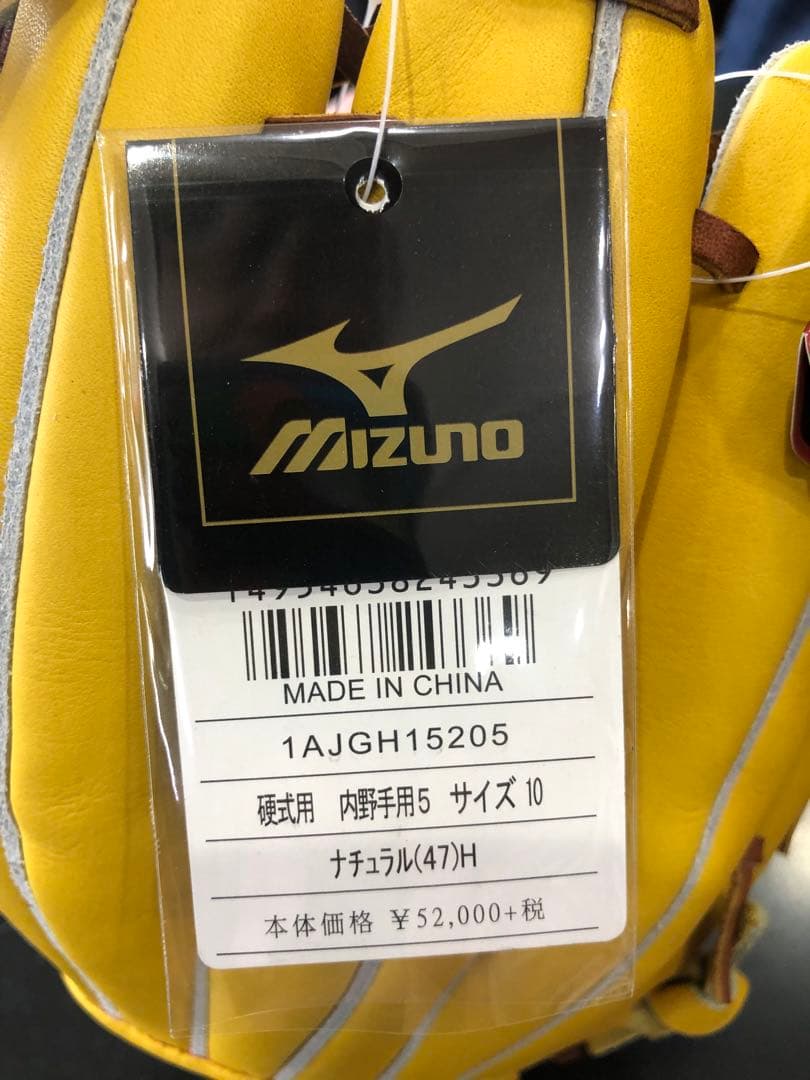 MIZUNO
MADE IN CHINA
1AJGH15205
硬式用 内野手用5 サイズ 10
ナチュラル(47)H
本体価格 ¥52,000+税